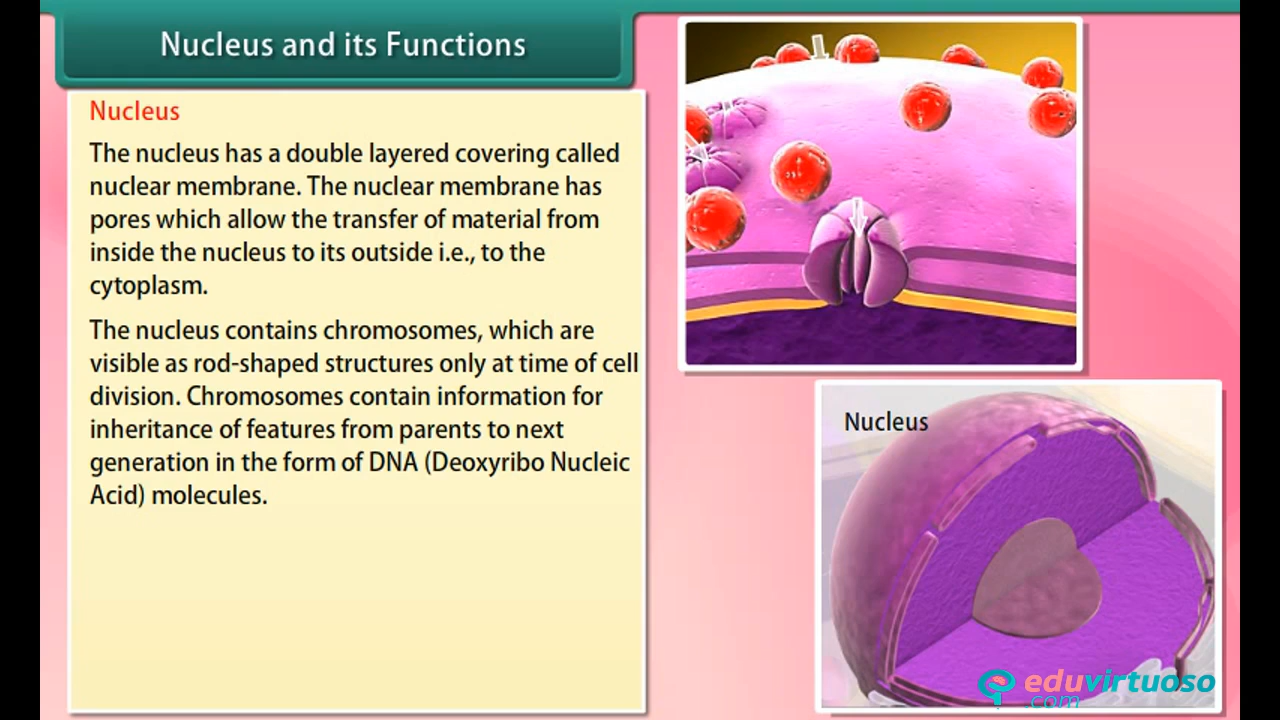 Nucleus and its Functions
Nucleus
The nucleus has a double layered covering called
nuclear membrane. The nuclear membrane has
pores which allow the transfer of material from
inside the nucleus to its outside i.e., to the
cytoplasm.
The nucleus contains chromosomes, which are
visible as rod-shaped structures only at time of cell
division. Chromosomes contain information for
inheritance of features from parents to next
generation in the form of DNA (Deoxyribo Nucleic
Acid) molecules.
Nucleus
eduvirtuoso
.com